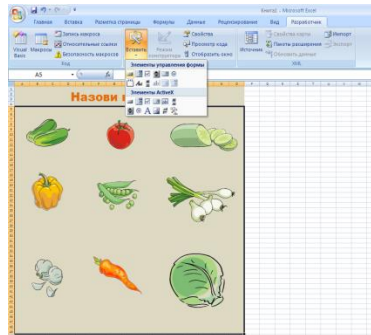 Книга1 - Microsoft Excel
Главная Вставка Разметка страницы Формулы Данные Рецензирование Вид Разработчик
Visual Basic
Макросы
Запись макроса
Относительные ссылки
Безопасность макросов
Код
Вставить
Режим конструктора
Свойства
Просмотр кода
Отобразить окно
Источник
Свойства карты
Пакеты расширения
Обновить данные
Импорт
Экспорт
XML
A5
Элементы управления формы
Элементы ActiveX
Назови